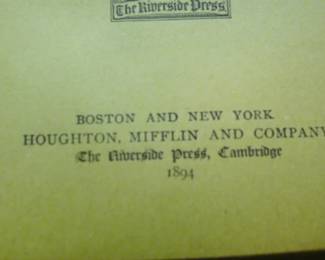 The Riverside Press
BOSTON AND NEW YORK
HOUGHTON, MIFFLIN AND COMPANY
The Riverside Press, Cambridge
1894